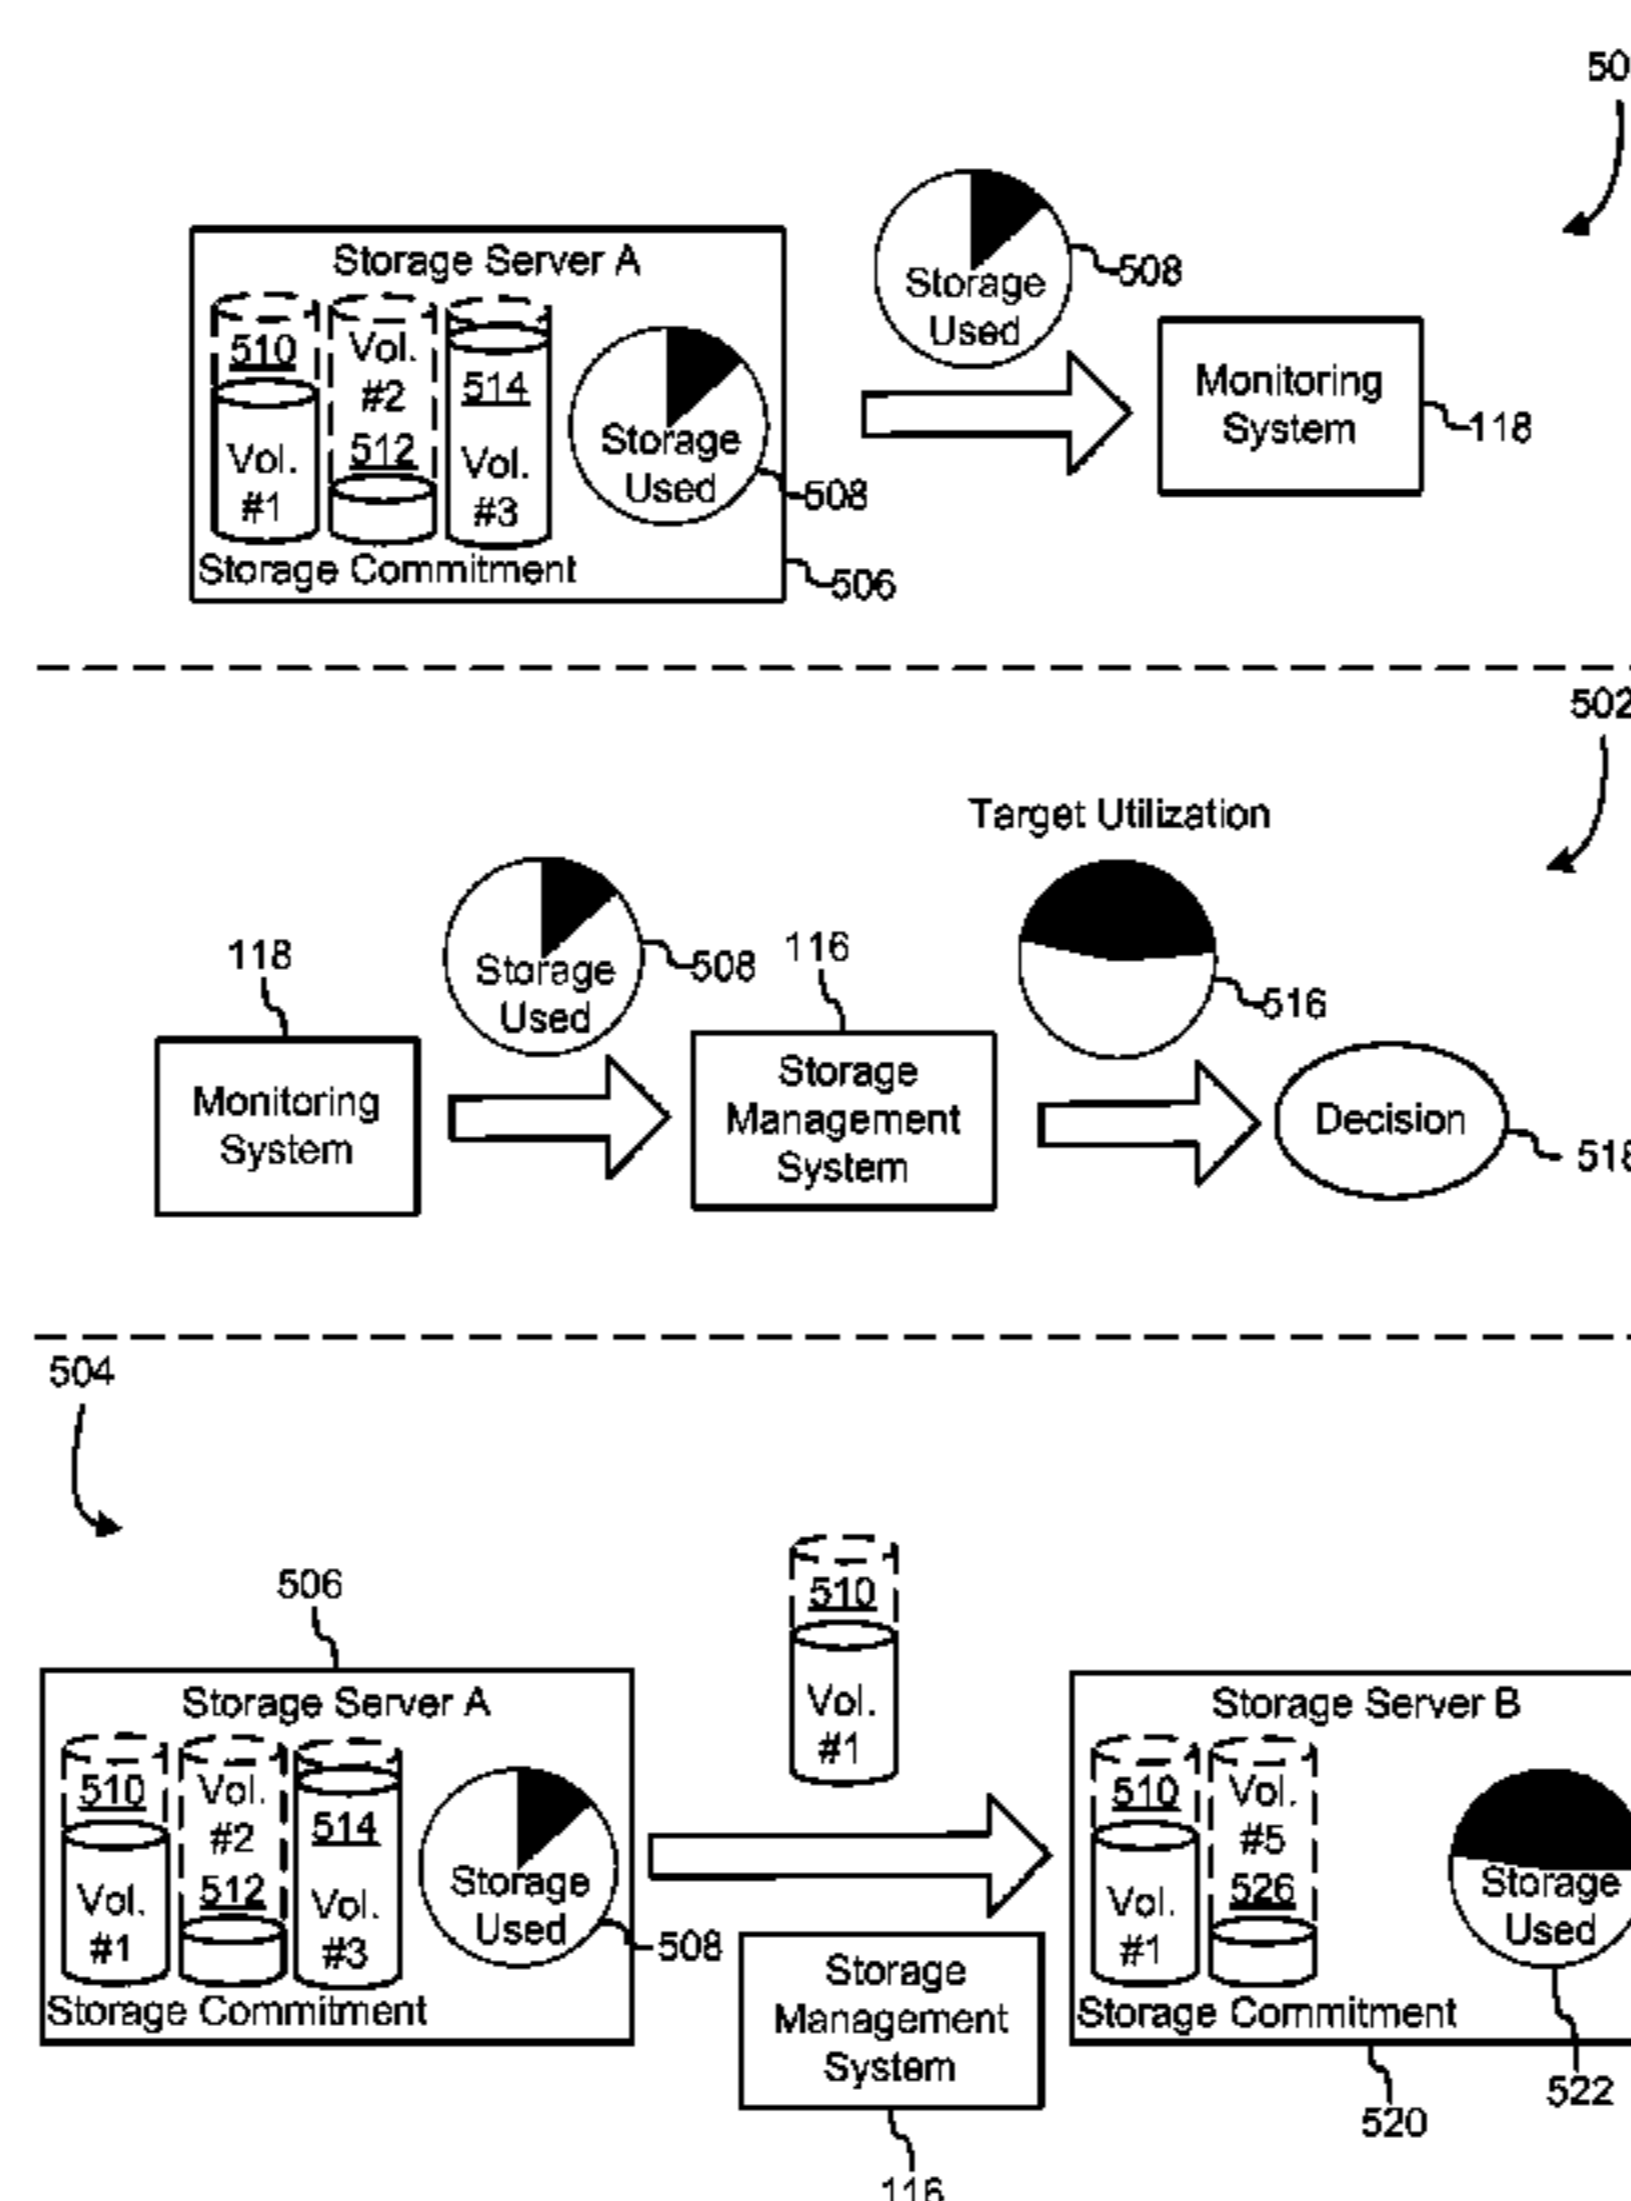 50
Storage Server A
510
Vol.
#1
Vol.
#2
512
514
Vol.
#3
Storage
Used
508
Storage Commitment
506
Storage
Used
508
Monitoring
System
118
502
Target Utilization
118
Monitoring
System
Storage
Used
508
116
Storage
Management
System
516
Decision
518
504
506
Storage Server A
510
Vol.
#1
Vol.
#2
512
514
Vol.
#3
Storage
Used
508
Storage Commitment
510
Vol.
#1
Storage
Management
System
116
Storage Server B
510
Vol.
#1
Vol.
#5
526
Storage
Used
Storage Commitment
522
520